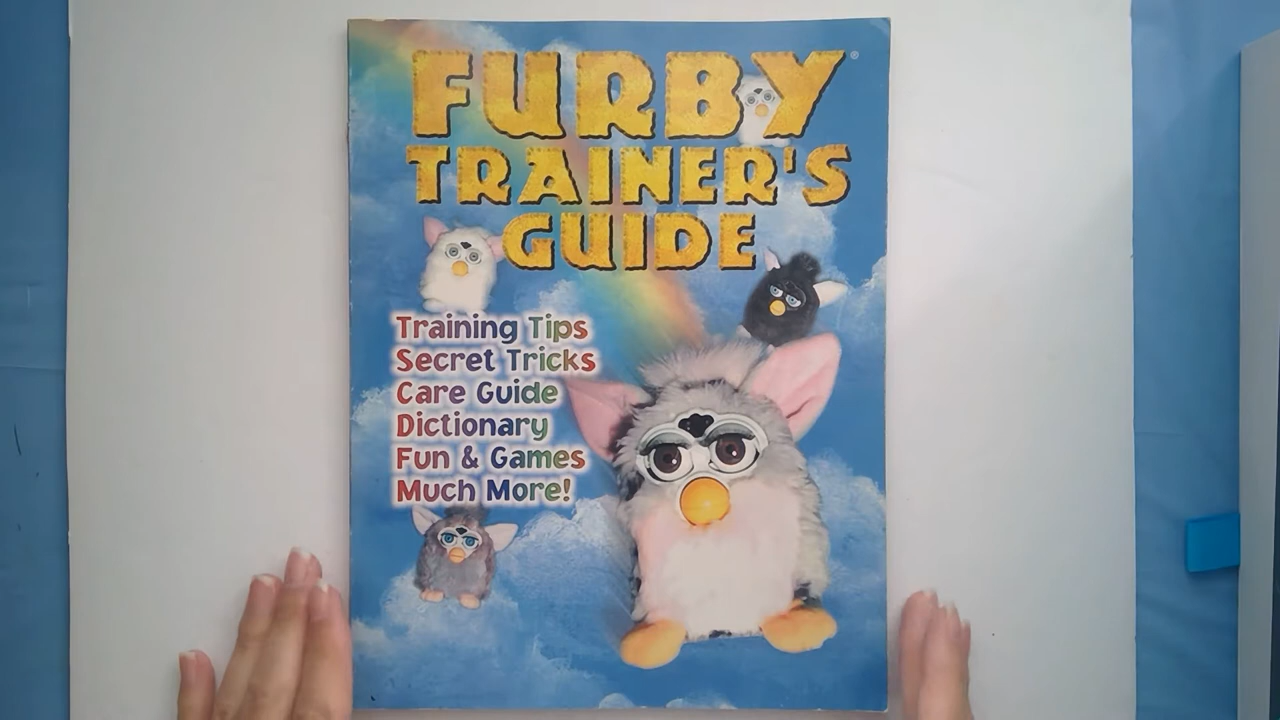 FURBY®
TRAINER'S
GUIDE
Training Tips
Secret Tricks
Care Guide
Dictionary
Fun & Games
Much More!